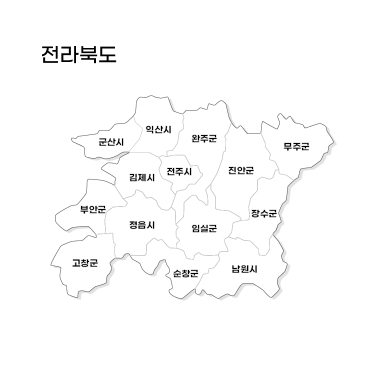 전라북도
익산시
군산시
완주군
무주군
진안군
전주시
김제시
부안군
장수군
정읍시
임실군
고창군
남원시
순창군